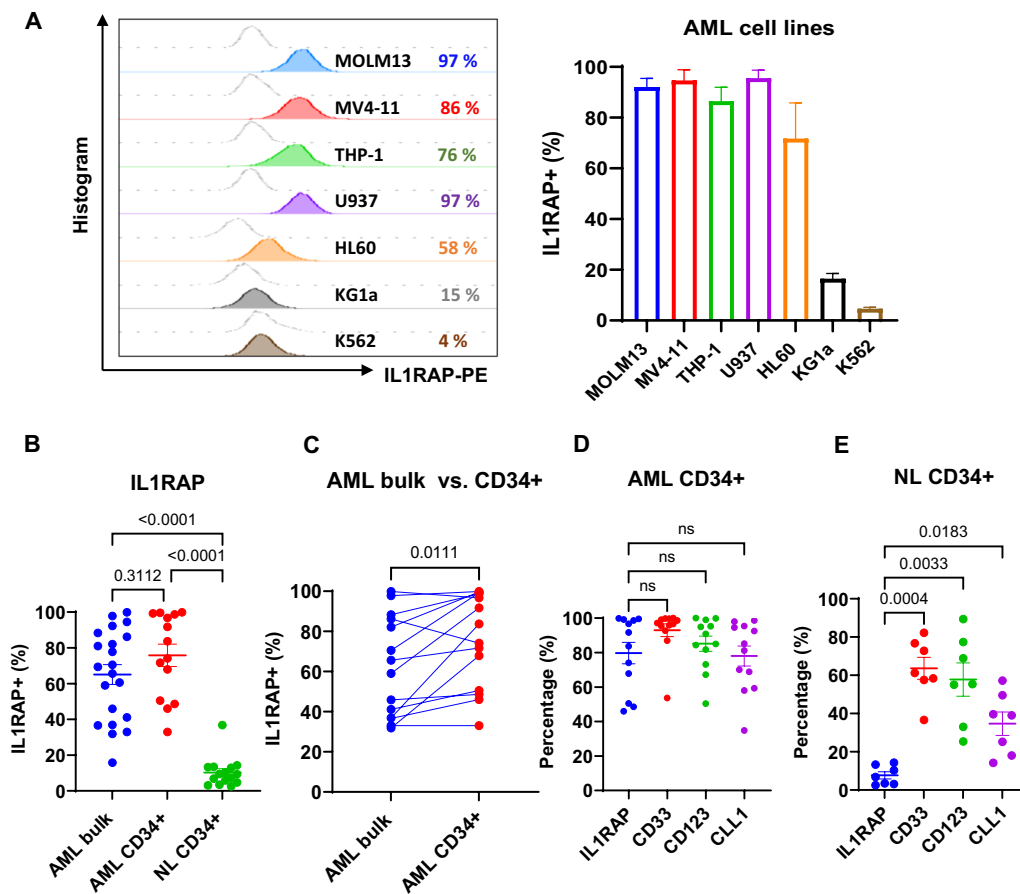 A
Histogram
MOLM13 97 %
MV4-11 86 %
THP-1 76 %
U937 97 %
HL60 58 %
KG1a 15 %
K562 4 %
IL1RAP-PE
AML cell lines
IL1RAP+ (%)
100
80
60
40
20
0
MOLM13
MV4-11
THP-1
U937
HL60
KG1a
K562
B
IL1RAP
<0.0001
<0.0001
0.3112
IL1RAP+ (%)
100
80
60
40
20
0
AML bulk
AML CD34+
NL CD34+
C
AML bulk vs. CD34+
0.0111
IL1RAP+ (%)
100
80
60
40
20
0
AML bulk
AML CD34+
D
AML CD34+
ns
ns
ns
Percentage (%)
100
80
60
40
20
0
IL1RAP
CD33
CD123
CLL1
E
NL CD34+
0.0183
0.0033
0.0004
Percentage (%)
100
80
60
40
20
0
IL1RAP
CD33
CD123
CLL1